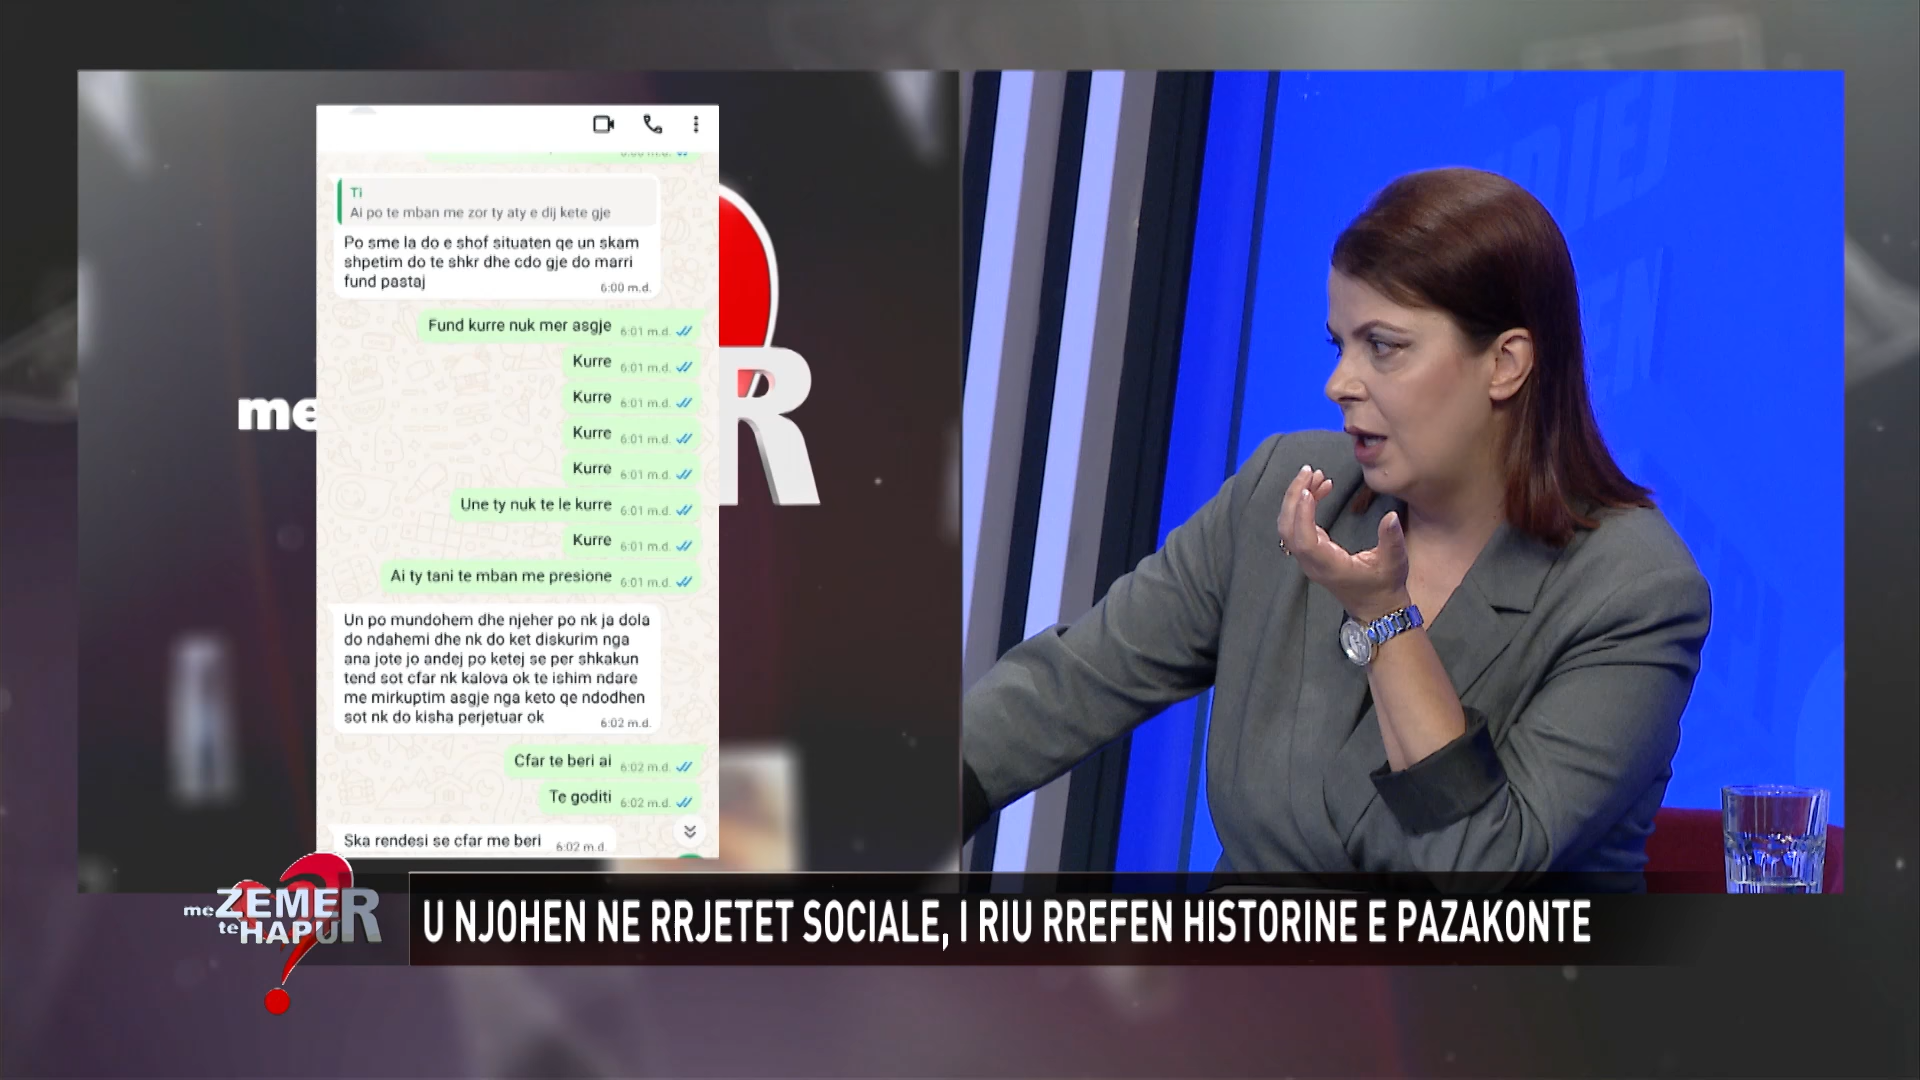 Ti
Ai po te mban me zor ty aty e dij kete gje
Po sme la do e shof situaten qe un skam
shpetim do te shkr dhe cdo gje do marri
fund pastaj
6:00 m.d.
Fund kurre nuk mer asgje 6:01 m.d.
Kurre 6:01 m.d.
Kurre 6:01 m.d.
Kurre 6:01 m.d.
Kurre 6:01 m.d.
Une ty nuk te le kurre 6:01 m.d.
Kurre 6:01 m.d.
Ai ty tani te mban me presione 6:01 m.d.
Un po mundohem dhe njeher po nk ja dola
do ndahemi dhe nk do ket diskurim nga
ana jote jo andej po ketej se per shkakun
tend sot cfar nk kalova ok te ishim ndare
me mirkuptim asgje nga keto qe ndodhen
sot nk do kisha perjetuar ok
6:02 m.d.
Cfar te beri ai 6:02 m.d.
Te goditi 6:02 m.d.
Ska rendesi se cfar me beri 6:02 m.d.
me
R
me ZEMER
te HAPUR
U NJOHEN NE RRJETET SOCIALE, I RIU RREFEN HISTORINE E PAZAKONTE